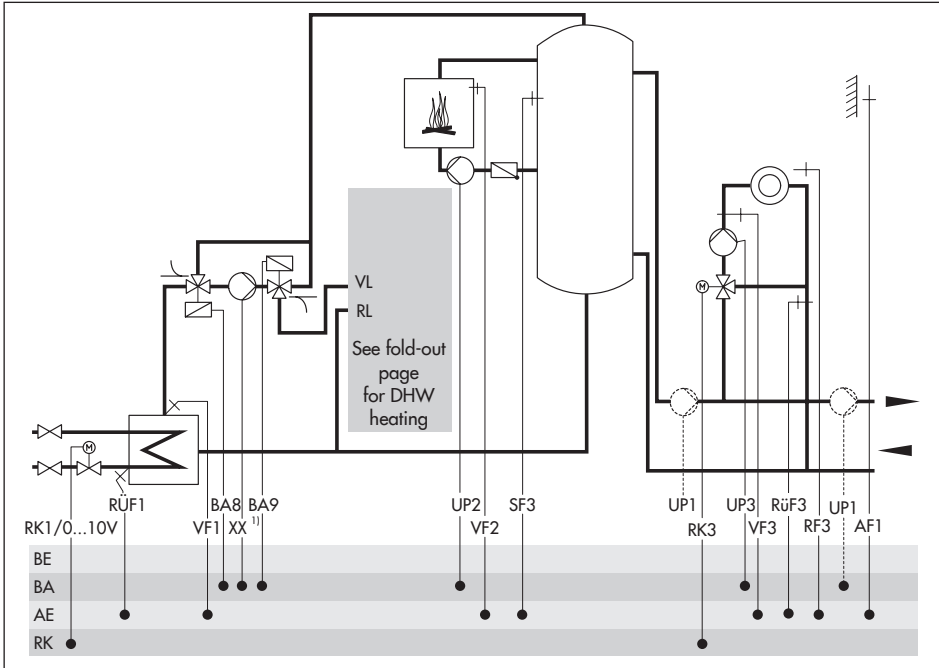 VL
RL
See fold-out
page
for DHW
heating
M
M
RÜF1
BA8
BA9
UP2
SF3
UP1
UP3
RüF3
UP1
RK1/0...10V
VF1
XX 1)
VF2
RK3
VF3
RF3
AF1
BE
BA
AE
RK